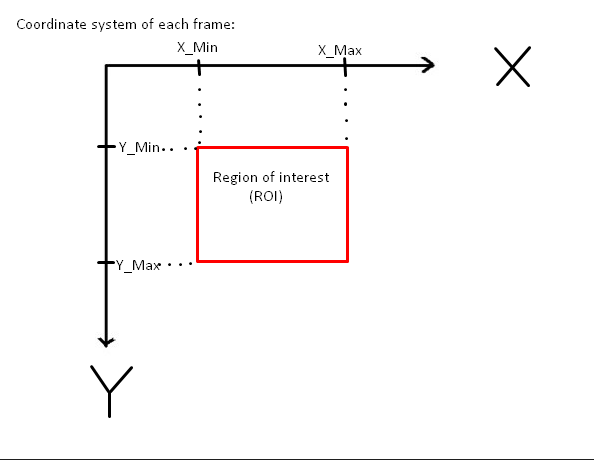 Coordinate system of each frame:
X_Min
X_Max
X
Y_Min
Region of interest
(ROI)
Y_Max
Y